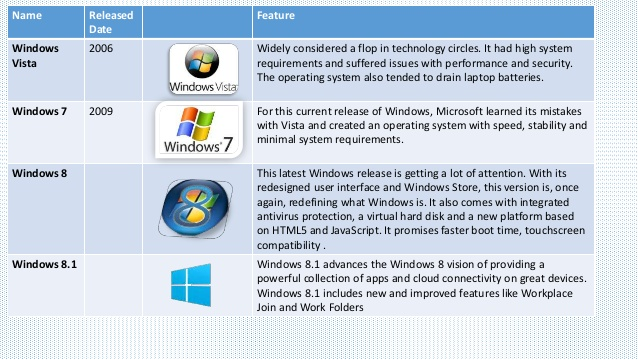 Name Released Date Feature
Windows Vista 2006 Windows Vista
Widely considered a flop in technology circles. It had high system
requirements and suffered issues with performance and security.
The operating system also tended to drain laptop batteries.
Windows 7 2009 Windows 7
For this current release of Windows, Microsoft learned its mistakes
with Vista and created an operating system with speed, stability and
minimal system requirements.
Windows 8 8
This latest Windows release is getting a lot of attention. With its
redesigned user interface and Windows Store, this version is, once
again, redefining what Windows is. It also comes with integrated
antivirus protection, a virtual hard disk and a new platform based
on HTML5 and JavaScript. It promises faster boot time, touchscreen
compatibility .
Windows 8.1
Windows 8.1 advances the Windows 8 vision of providing a
powerful collection of apps and cloud connectivity on great devices.
Windows 8.1 includes new and improved features like Workplace
Join and Work Folders